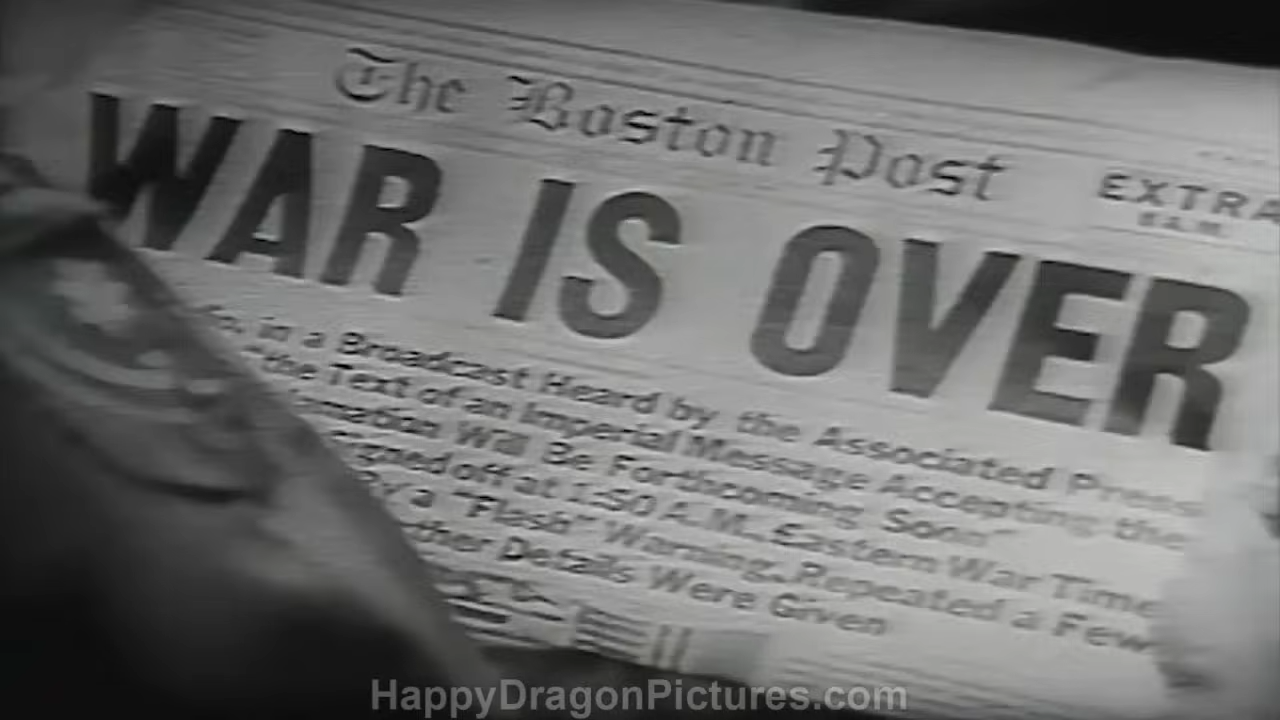 The Boston Post
EXTRA
WAR IS OVER
in a Broadcast Heard by the Associated Press
the Text of an Imperial Message Accepting the
Will Be Forthcoming Soon"
signed off at 1:50 A.M. Eastern War Time
By a "Flash" Warning, Repeated a Few
Details Were Given
HappyDragonPictures.com